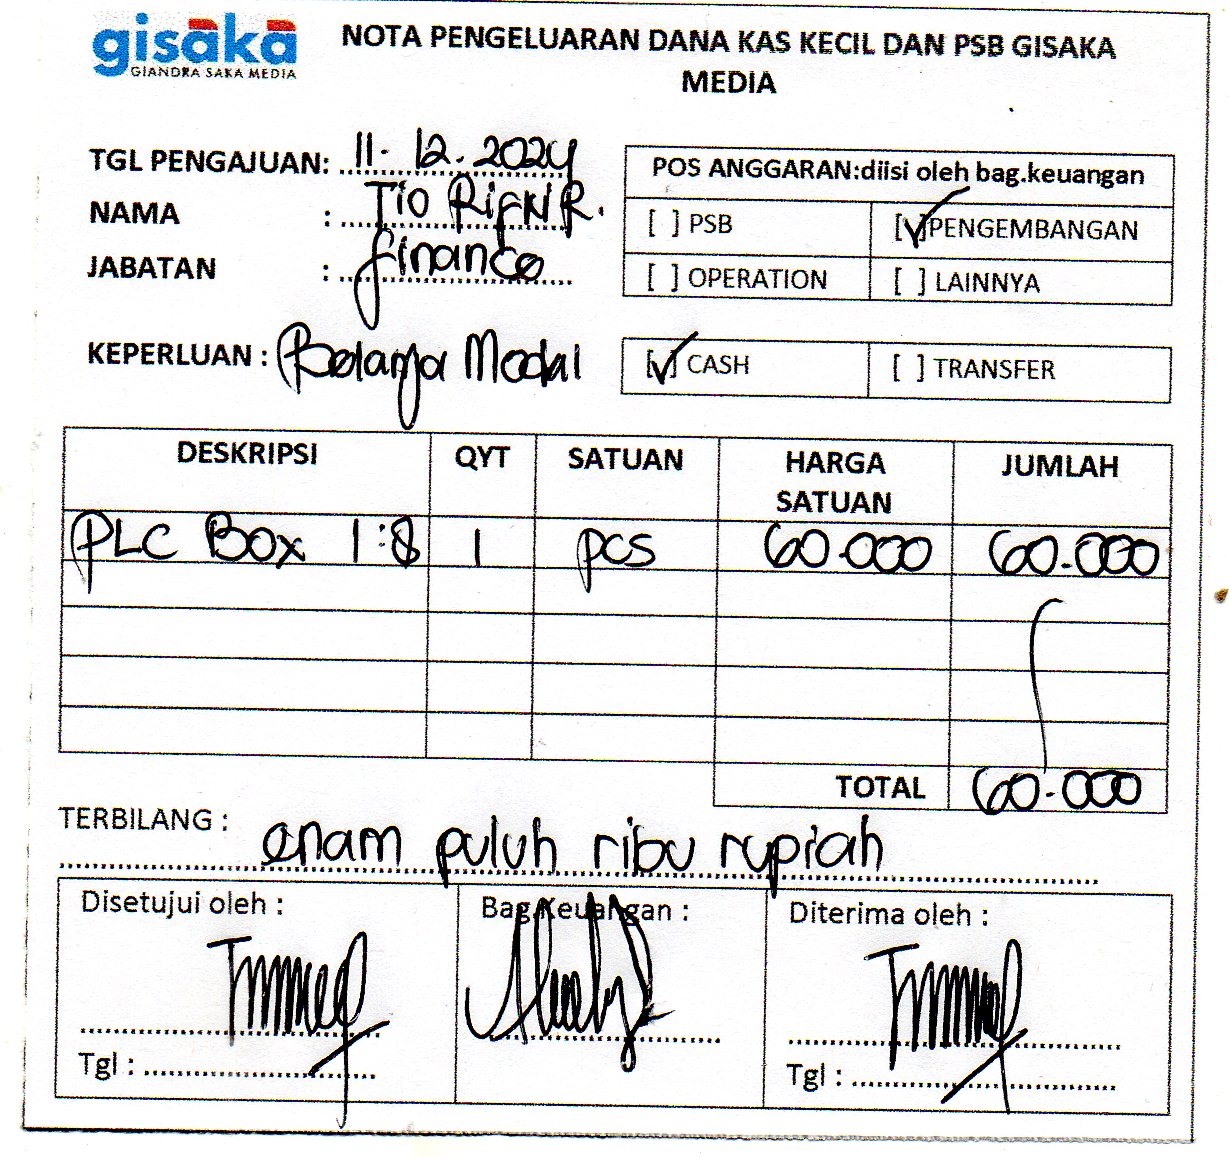 gisaka
GIANDRA SAKA MEDIA
NOTA PENGELUARAN DANA KAS KECIL DAN PSB GISAKA
MEDIA
TGL PENGAJUAN: 11. 12. 2024
NAMA : Tio R.
JABATAN : finance
KEPERLUAN : Belanja Modal
POS ANGGARAN:diisi oleh bag.keuangan
[ ] PSB [✓] PENGEMBANGAN
[ ] OPERATION [ ] LAINNYA
[✓] CASH [ ] TRANSFER
DESKRIPSI QYT SATUAN HARGA SATUAN JUMLAH
PLC Box 1:8 1 pcs 60.000 60.000
TOTAL 60.000
TERBILANG : enam puluh ribu rupiah
Disetujui oleh : Bag.Keuangan : Diterima oleh :
Tgl : Tgl :